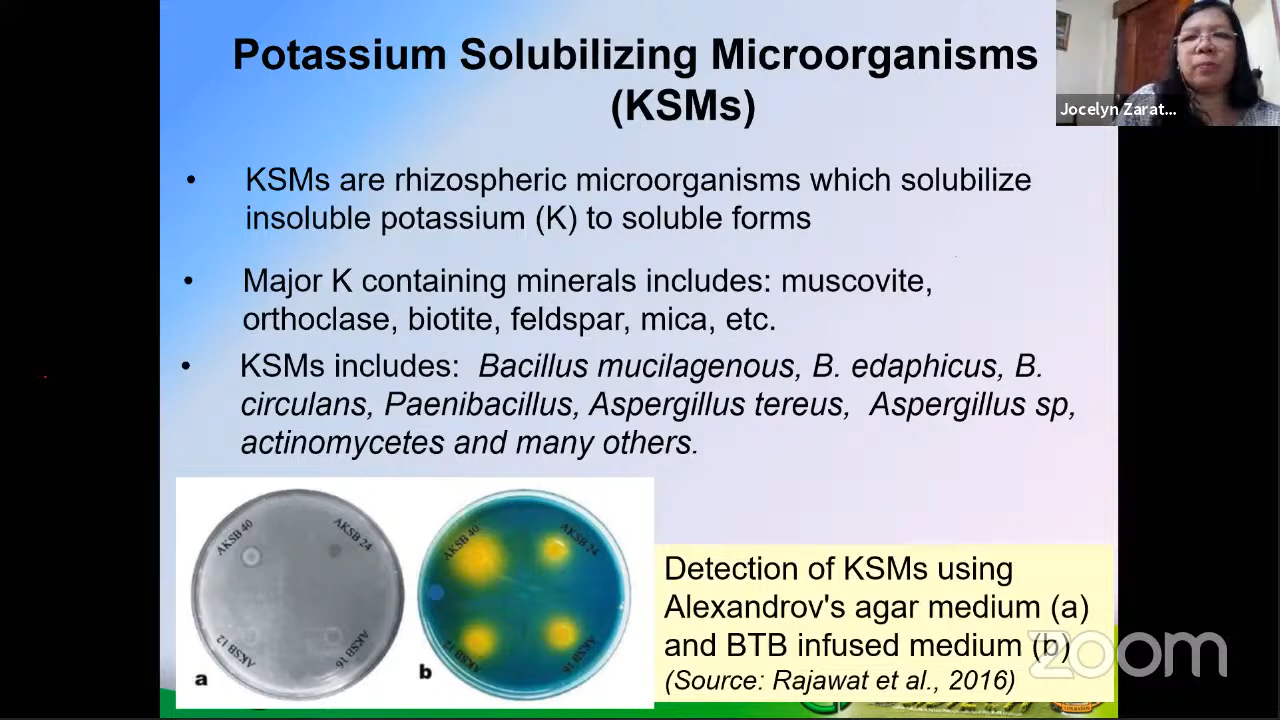 Potassium Solubilizing Microorganisms
(KSMs)
Jocelyn Zarat...
• KSMs are rhizospheric microorganisms which solubilize
insoluble potassium (K) to soluble forms
• Major K containing minerals includes: muscovite,
orthoclase, biotite, feldspar, mica, etc.
• KSMs includes: Bacillus mucilagenous, B. edaphicus, B.
circulans, Paenibacillus, Aspergillus tereus, Aspergillus sp,
actinomycetes and many others.
AKSB 40
AKSB 24
AKSB 12
AKSB 16
a
AKSB 40
AKSB 24
AKSB 12
AKSB 16
b
Detection of KSMs using
Alexandrov's agar medium (a)
and BTB infused medium (b)
(Source: Rajawat et al., 2016)
zoom